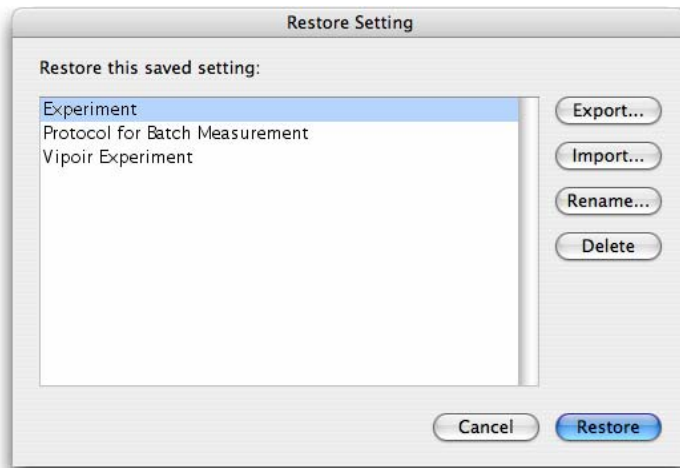 Restore Setting
Restore this saved setting:
Experiment
Protocol for Batch Measurement
Vipoir Experiment
Export...
Import...
Rename...
Delete
Cancel
Restore